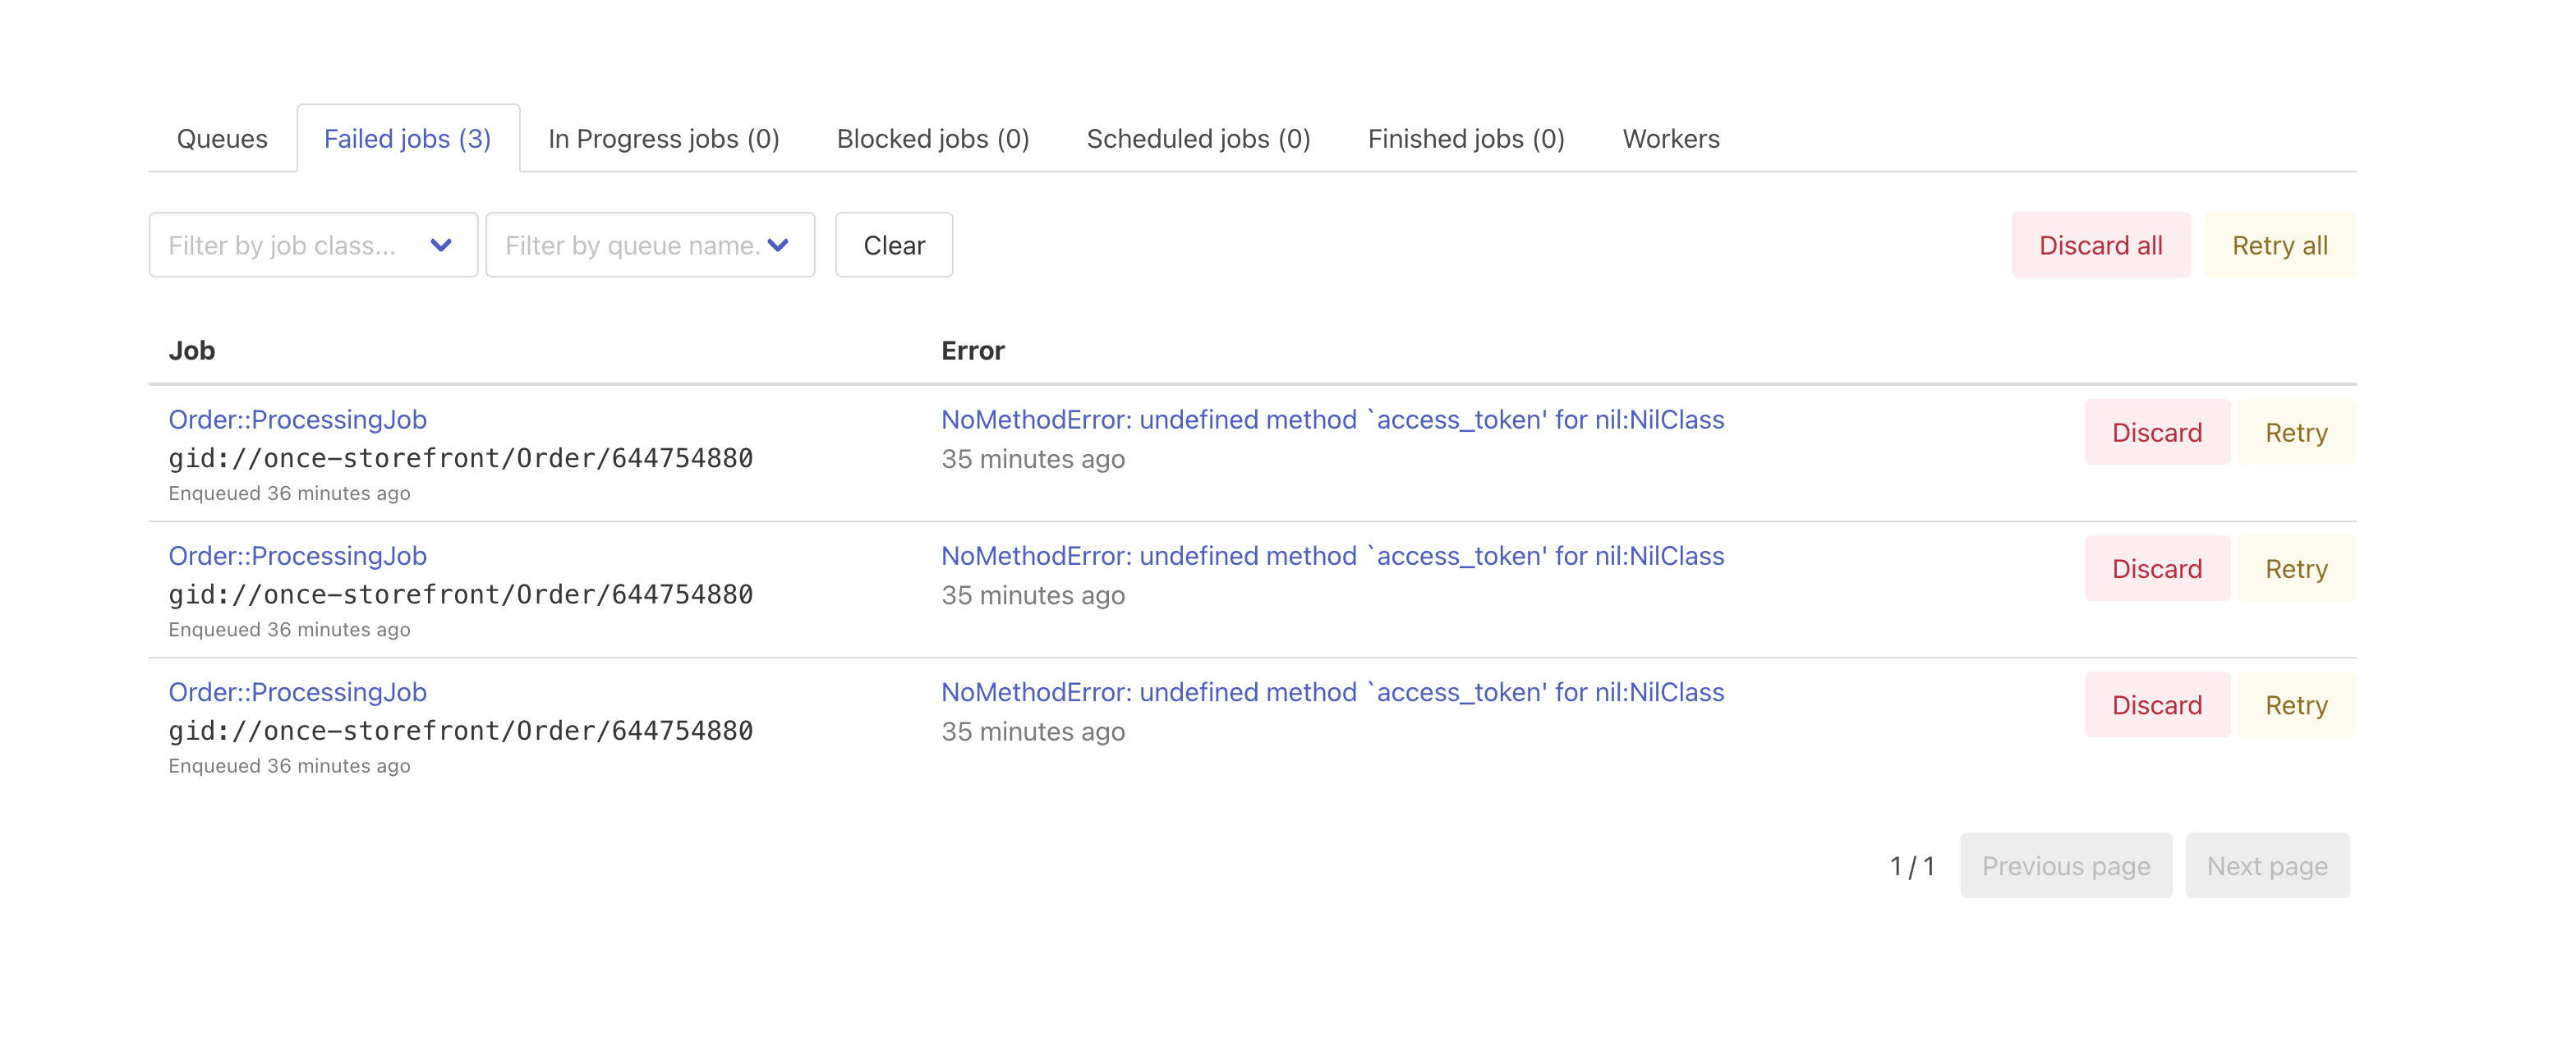 Queues Failed jobs (3) In Progress jobs (0) Blocked jobs (0) Scheduled jobs (0) Finished jobs (0) Workers
Filter by job class... Filter by queue name. Clear Discard all Retry all
Job Error
Order::ProcessingJob NoMethodError: undefined method `access_token' for nil:NilClass Discard Retry
gid://once-storefront/Order/644754880 35 minutes ago
Enqueued 36 minutes ago
Order::ProcessingJob NoMethodError: undefined method `access_token' for nil:NilClass Discard Retry
gid://once-storefront/Order/644754880 35 minutes ago
Enqueued 36 minutes ago
Order::ProcessingJob NoMethodError: undefined method `access_token' for nil:NilClass Discard Retry
gid://once-storefront/Order/644754880 35 minutes ago
Enqueued 36 minutes ago
1 / 1 Previous page Next page